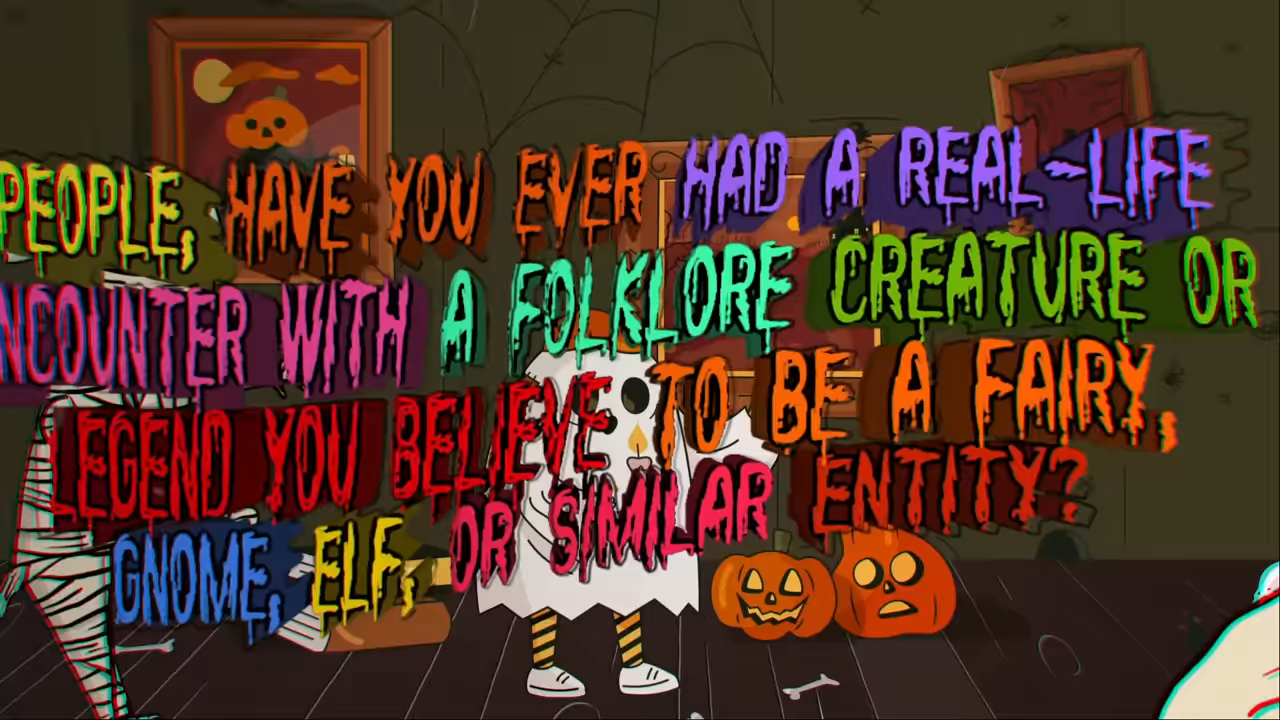 PEOPLE, HAVE YOU EVER HAD A REAL-LIFE
NCOUNTER WITH A FOLKLORE CREATURE OR
LEGEND YOU BELIEVE TO BE A FAIRY,
GNOME, ELF, OR SIMILAR ENTITY?